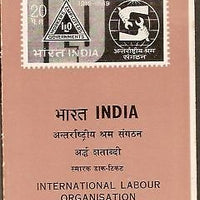 1919 1969
20
ILO
GOVERNMENTS
भारत INDIA
अन्तर्राष्ट्रीय श्रम
संगठन
भारत INDIA
अन्तर्राष्ट्रीय श्रम संगठन
अर्द्ध शताब्दी
स्मारक डाक-टिकट
INTERNATIONAL LABOUR
ORGANISATION